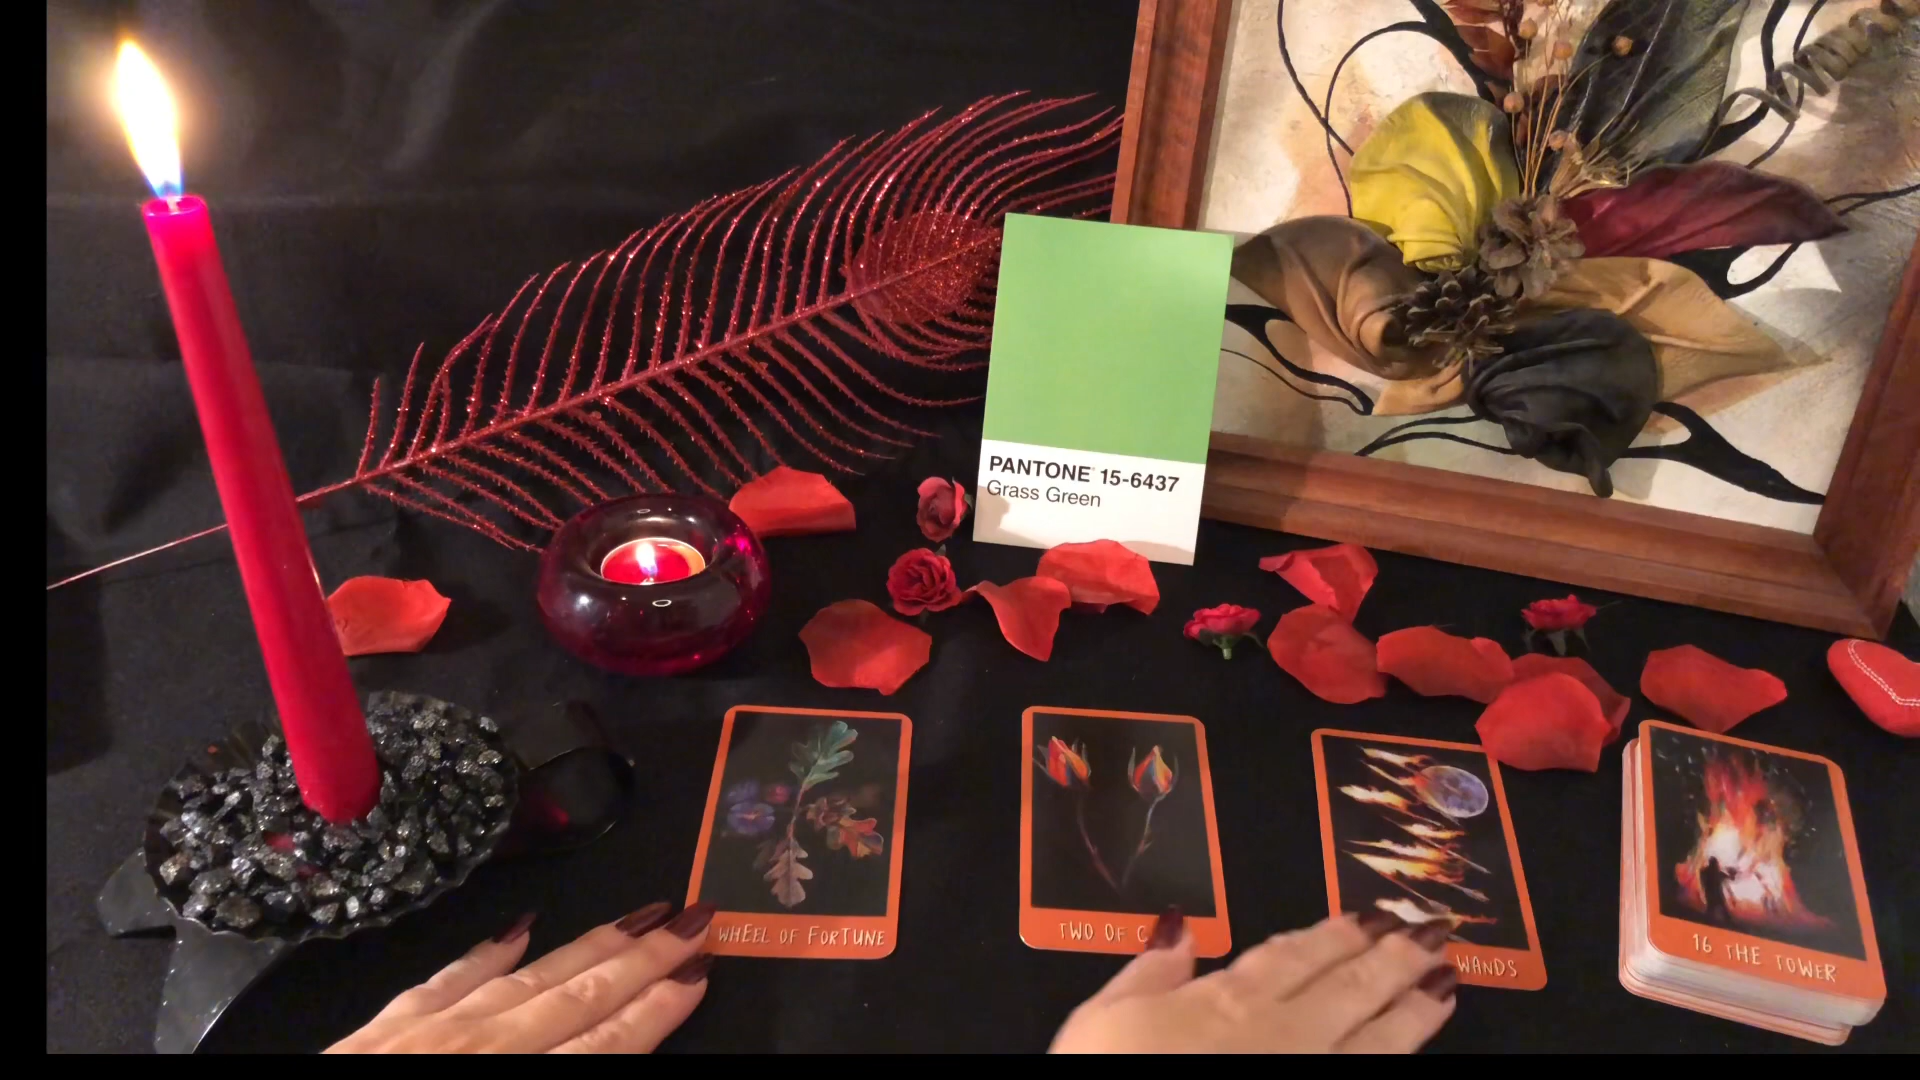 PANTONE® 15-6437
Grass Green
WHEEL OF FORTUNE
TWO OF C
WANDS
16 THE TOWER